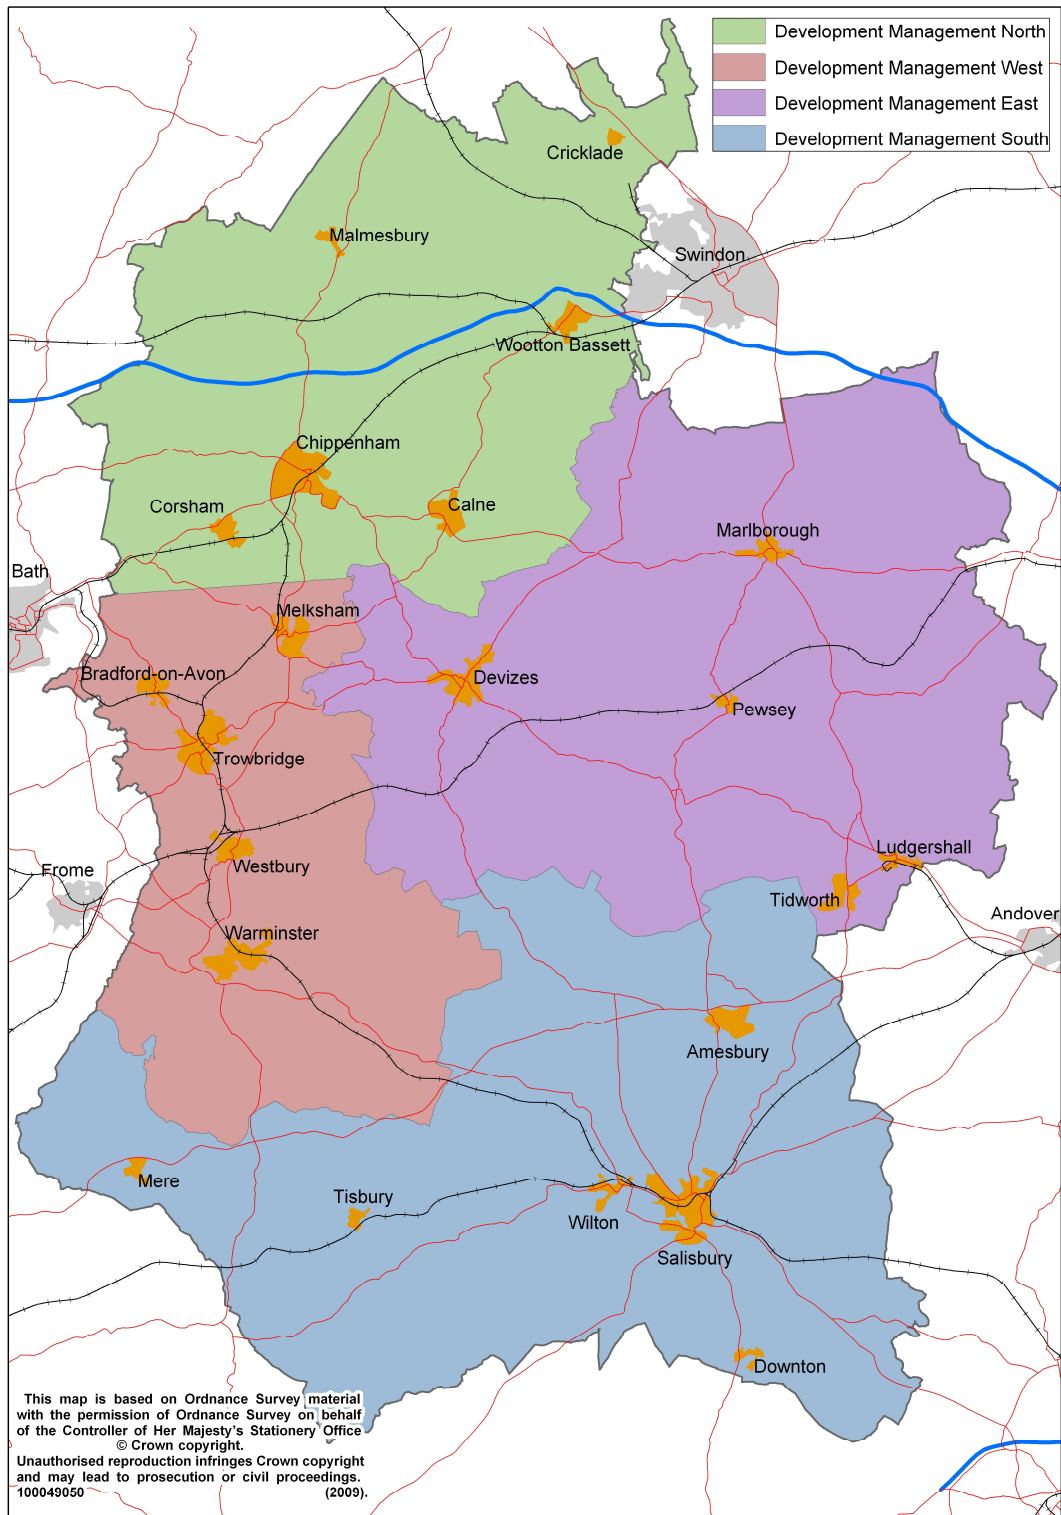 Development Management North
Development Management West
Development Management East
Development Management South
Cricklade
Malmesbury
Swindon
Wootton Bassett
Chippenham
Corsham
Calne
Marlborough
Bath
Melksham
Bradford-on-Avon
Devizes
Pewsey
Trowbridge
Westbury
Ludgershall
Frome
Tidworth
Andover
Warminster
Amesbury
Mere
Tisbury
Wilton
Salisbury
Downton
This map is based on Ordnance Survey material
with the permission of Ordnance Survey on behalf
of the Controller of Her Majesty's Stationery Office
© Crown copyright.
Unauthorised reproduction infringes Crown copyright
and may lead to prosecution or civil proceedings.
100049050 (2009).